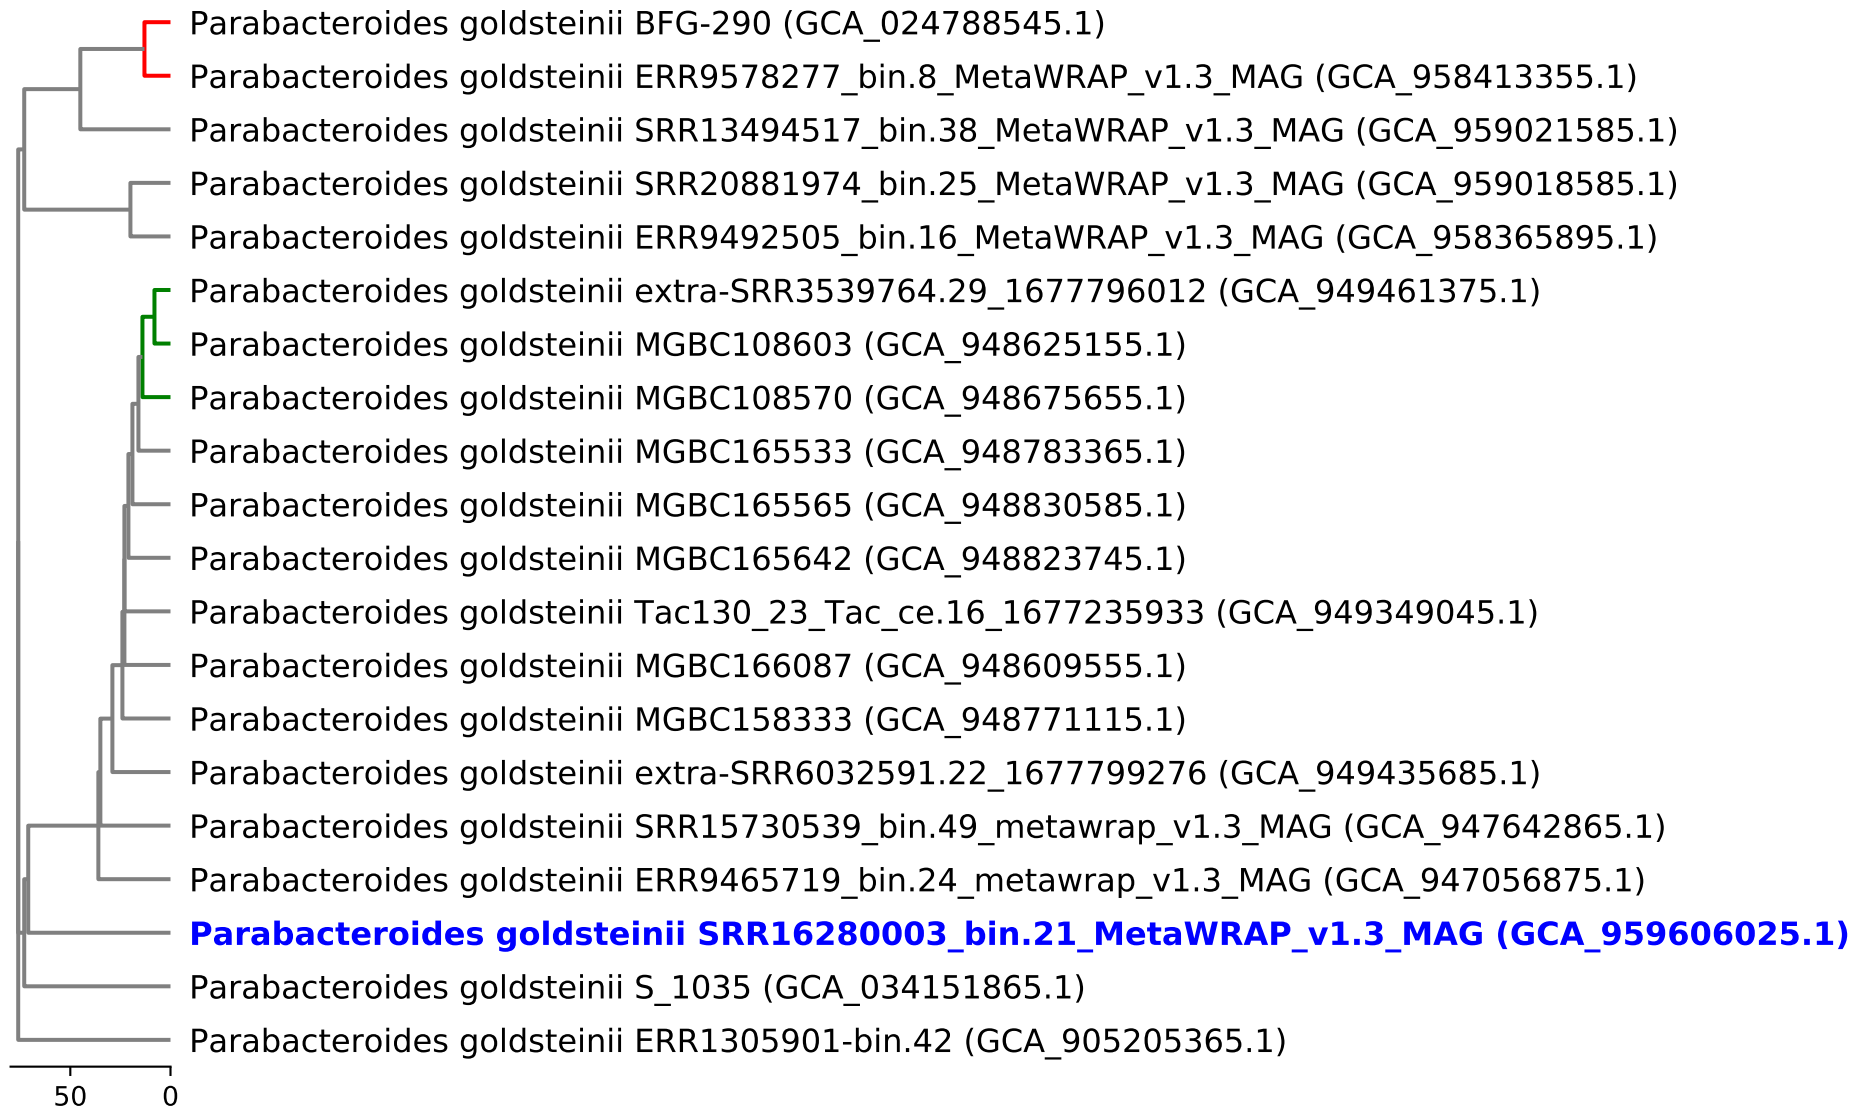 Parabacteroides goldsteinii BFG-290 (GCA_024788545.1)
Parabacteroides goldsteinii ERR9578277_bin.8_MetaWRAP_v1.3_MAG (GCA_958413355.1)
Parabacteroides goldsteinii SRR13494517_bin.38_MetaWRAP_v1.3_MAG (GCA_959021585.1)
Parabacteroides goldsteinii SRR20881974_bin.25_MetaWRAP_v1.3_MAG (GCA_959018585.1)
Parabacteroides goldsteinii ERR9492505_bin.16_MetaWRAP_v1.3_MAG (GCA_958365895.1)
Parabacteroides goldsteinii extra-SRR3539764.29_1677796012 (GCA_949461375.1)
Parabacteroides goldsteinii MGBC108603 (GCA_948625155.1)
Parabacteroides goldsteinii MGBC108570 (GCA_948675655.1)
Parabacteroides goldsteinii MGBC165533 (GCA_948783365.1)
Parabacteroides goldsteinii MGBC165565 (GCA_948830585.1)
Parabacteroides goldsteinii MGBC165642 (GCA_948823745.1)
Parabacteroides goldsteinii Tac130_23_Tac_ce.16_1677235933 (GCA_949349045.1)
Parabacteroides goldsteinii MGBC166087 (GCA_948609555.1)
Parabacteroides goldsteinii MGBC158333 (GCA_948771115.1)
Parabacteroides goldsteinii extra-SRR6032591.22_1677799276 (GCA_949435685.1)
Parabacteroides goldsteinii SRR15730539_bin.49_metawrap_v1.3_MAG (GCA_947642865.1)
Parabacteroides goldsteinii ERR9465719_bin.24_metawrap_v1.3_MAG (GCA_947056875.1)
Parabacteroides goldsteinii SRR16280003_bin.21_MetaWRAP_v1.3_MAG (GCA_959606025.1)
Parabacteroides goldsteinii S_1035 (GCA_034151865.1)
Parabacteroides goldsteinii ERR1305901-bin.42 (GCA_905205365.1)
50 0